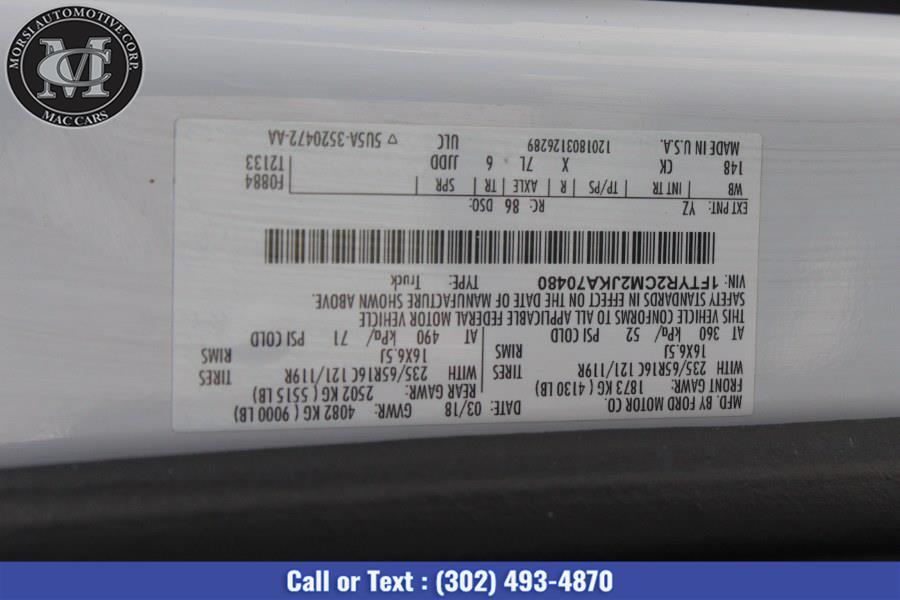 MORSI AUTOMOTIVE CORP.
MC
MAC CARS
MFD. BY FORD MOTOR CO.
DATE: 03/18 GVWR: 4082 KG ( 9000 LB)
FRONT GAWR: 1873 KG ( 4130 LB) REAR GAWR: 2502 KG ( 5515 LB)
WITH 235/65R16C 121/119R TIRES WITH 235/65R16C 121/119R TIRES
16X6.5J RIMS 16X6.5J RIMS
AT 360 kPa/ 52 PSI COLD AT 490 kPa/ 71 PSI COLD
THIS VEHICLE CONFORMS TO ALL APPLICABLE FEDERAL MOTOR VEHICLE
SAFETY STANDARDS IN EFFECT ON THE DATE OF MANUFACTURE SHOWN ABOVE.
VIN: 1FTYR2CM2JKA70480 TYPE: Truck
EXT PNT: YZ RC: 86 DSO:
WB INT TR TP/PS R AXLE TR SPR F0884
148 CK X 7L 6 JJDD T2133
MADE IN U.S.A. 1201803126289 ULC ▽ 5U5A-3520472-AA
Call or Text : (302) 493-4870